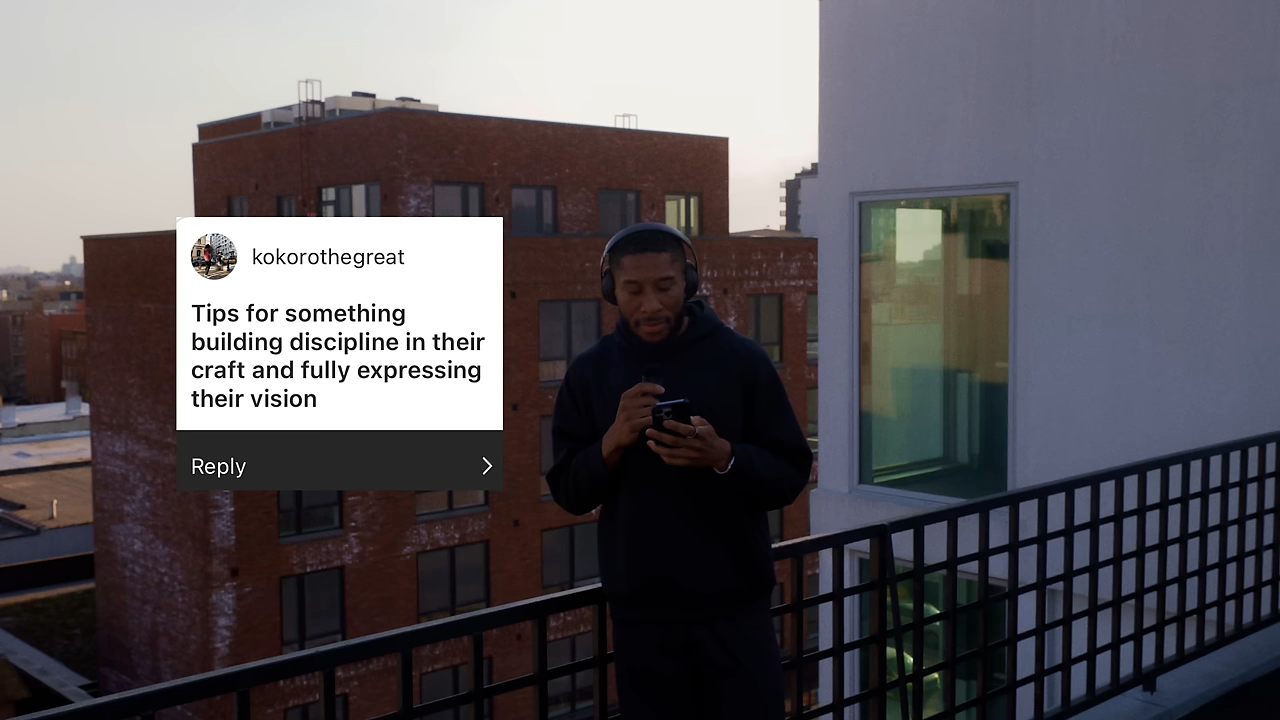 kokorothegreat
Tips for something
building discipline in their
craft and fully expressing
their vision
Reply